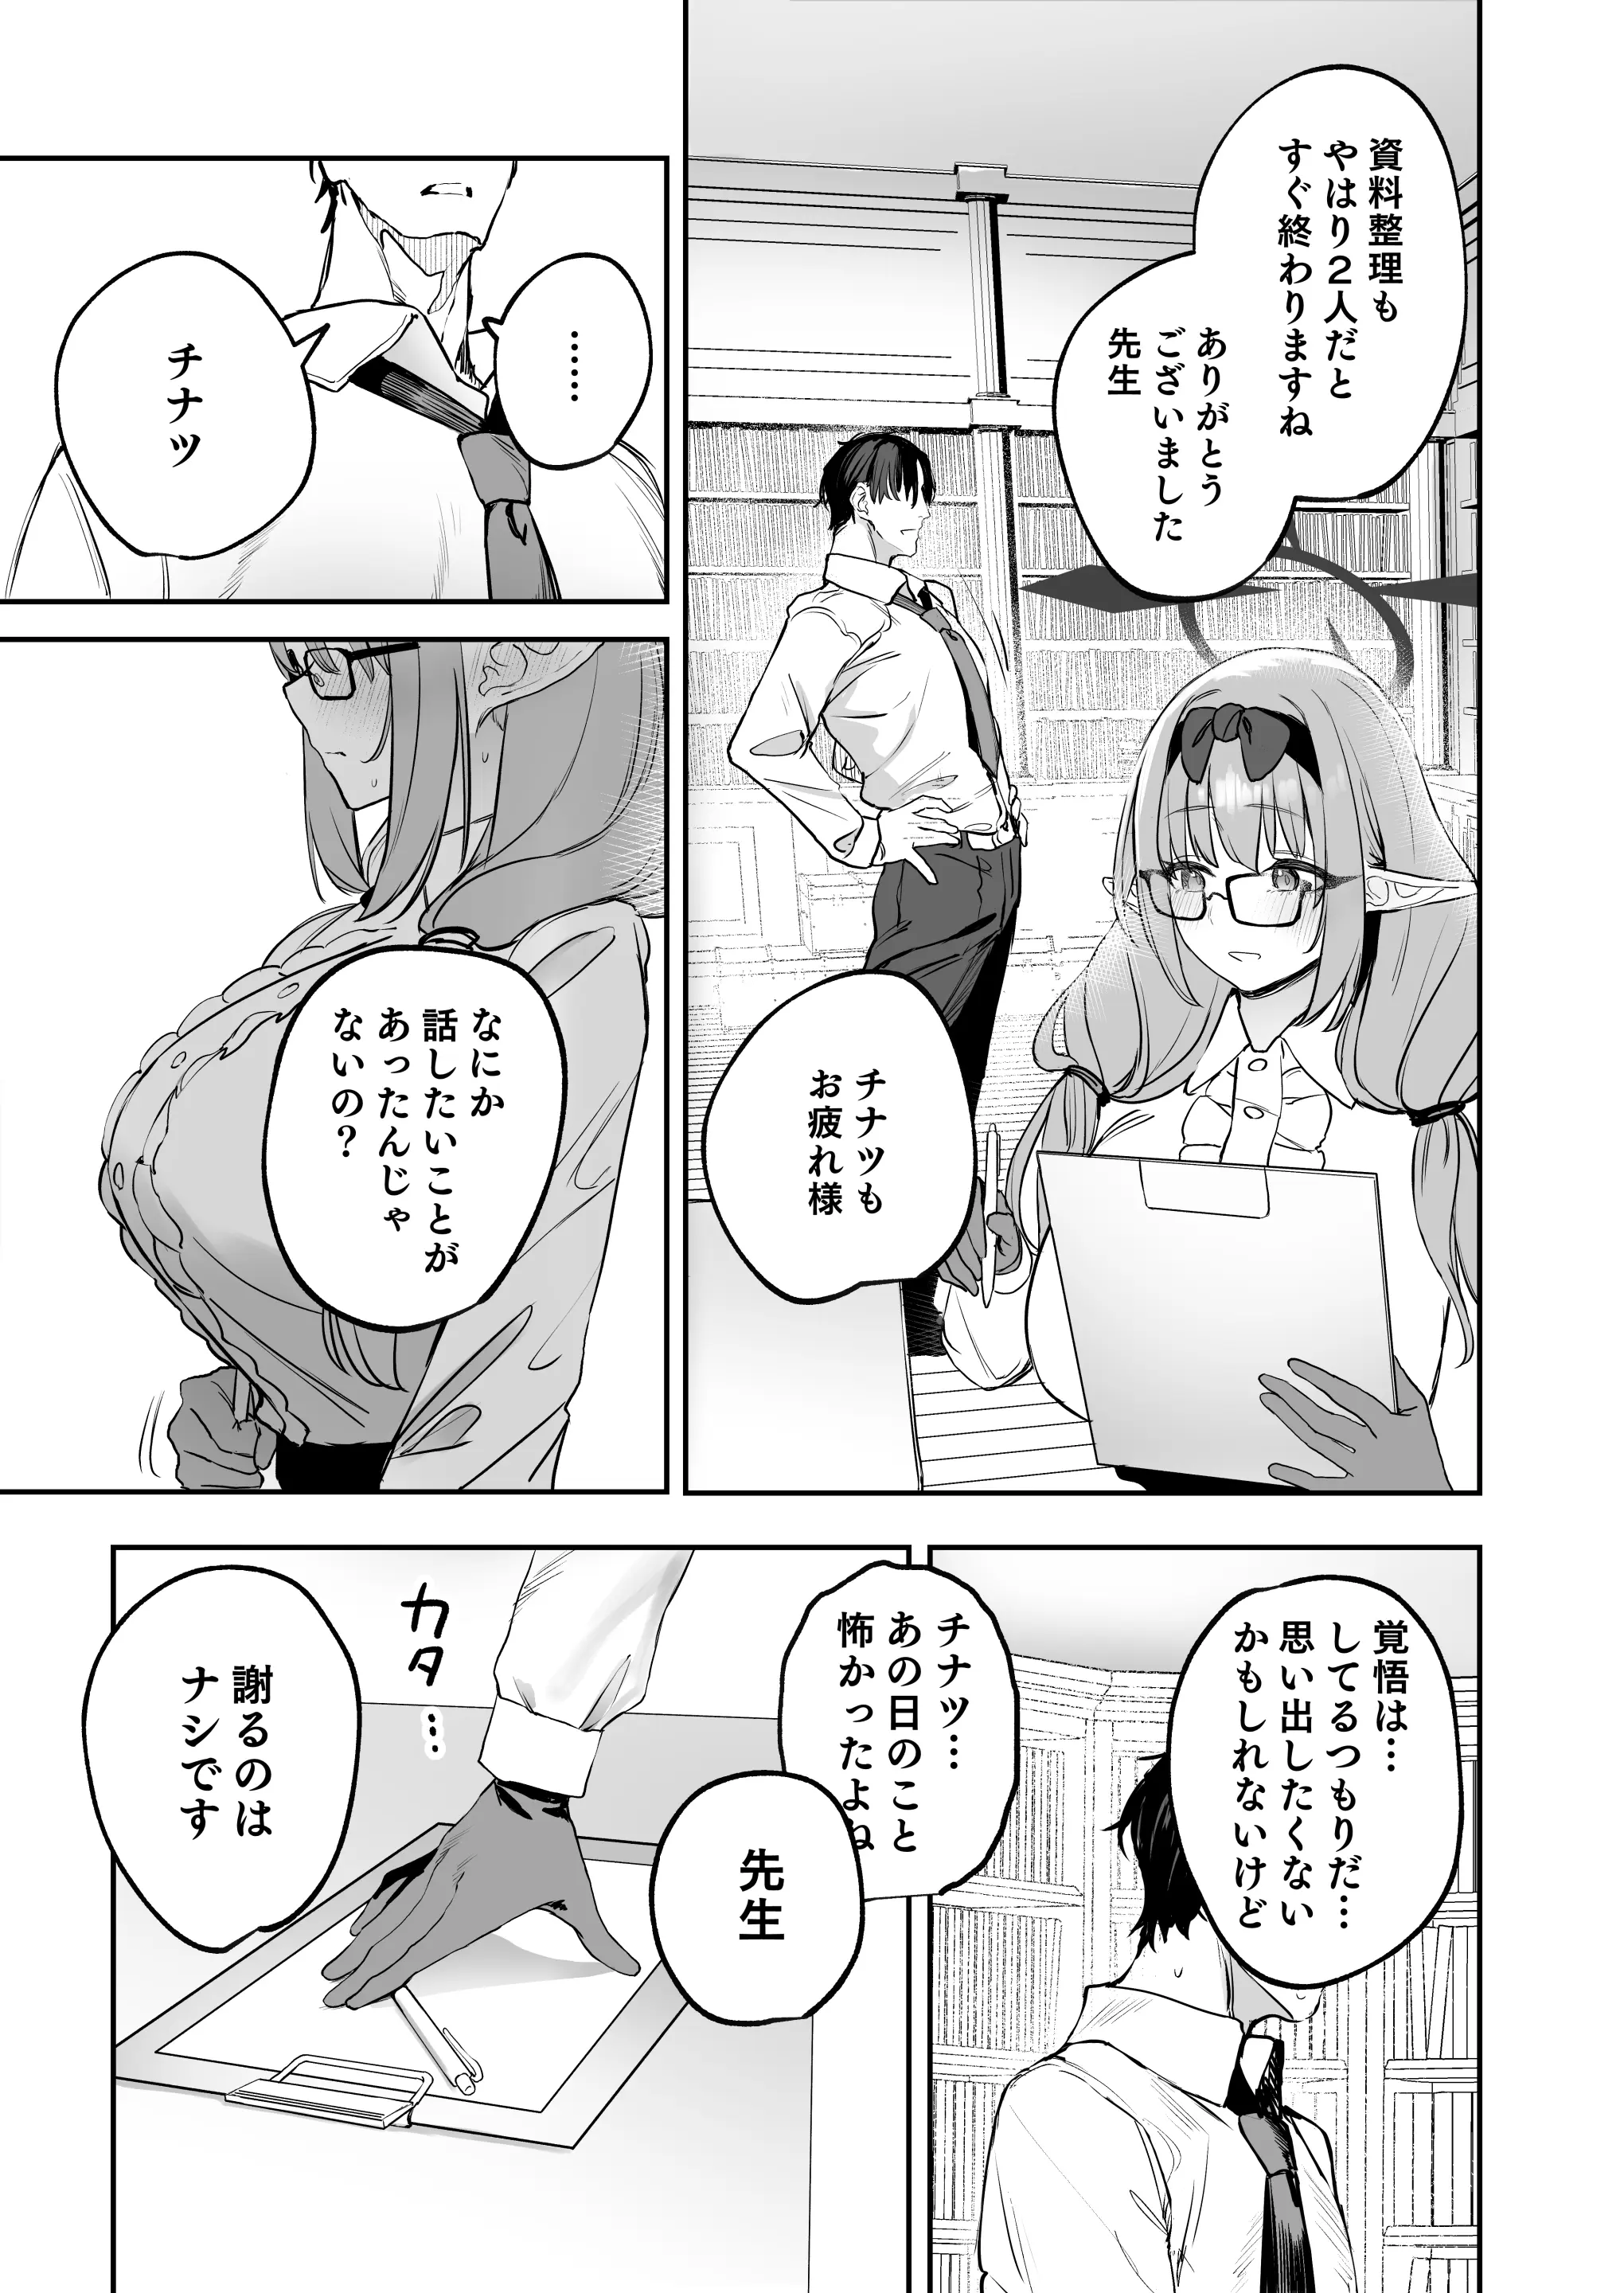 資料整理も
やはり2人だと
すぐ終わりますね
ありがとう
ございました
先生
チナツも
お疲れ様
……
チナツ
なにか
話したいことが
あったんじゃ
ないの?
覚悟は…
してるつもりだ…
思い出したくない
かもしれないけど
チナツ…
あの日のこと
怖かったよね
先生
カタ…
謝るのは
ナシです